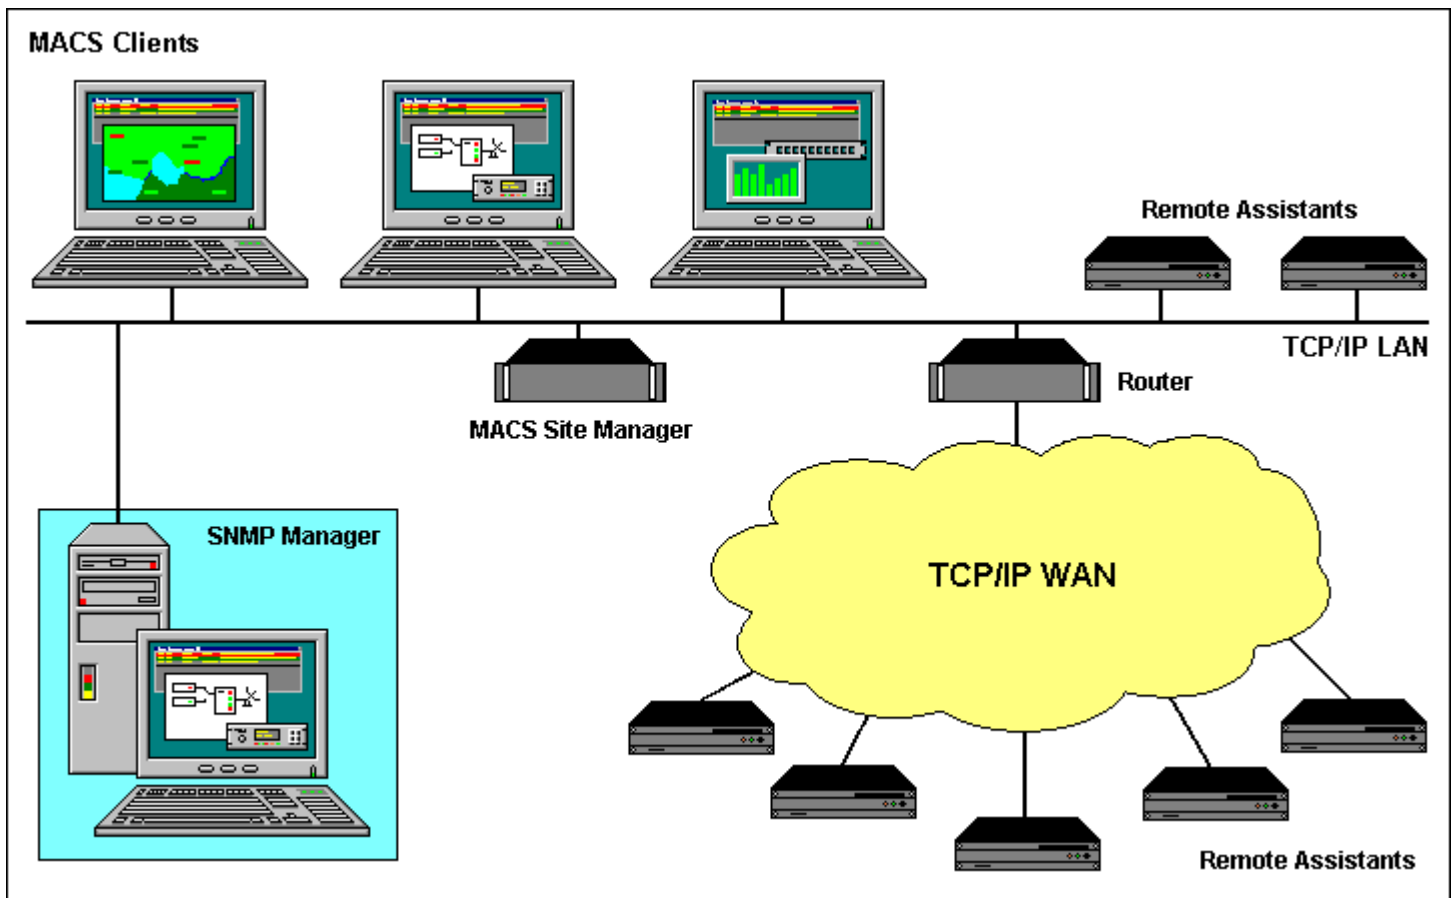 MACS Clients
Remote Assistants
TCP/IP LAN
Router
MACS Site Manager
SNMP Manager
TCP/IP WAN
Remote Assistants